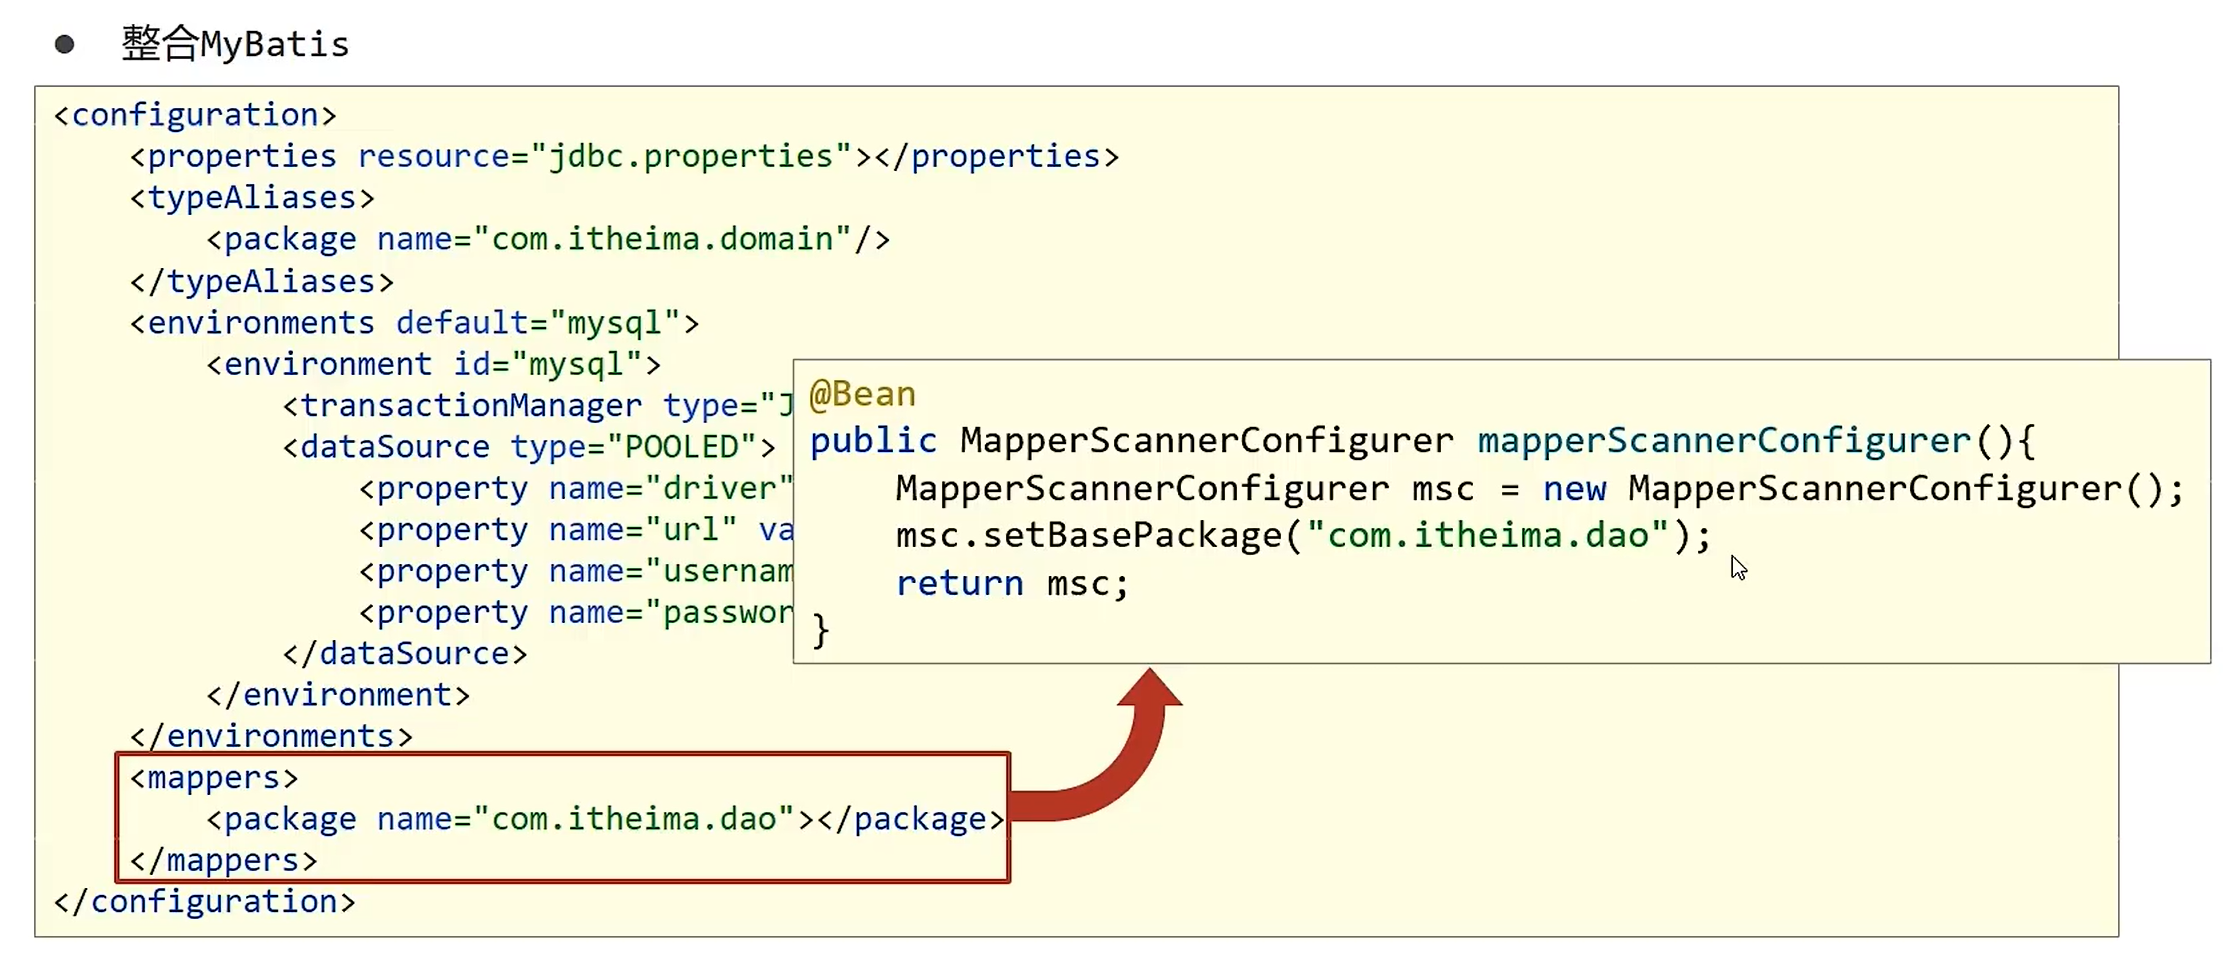 ● 整合MyBatis
<configuration>
<properties resource="jdbc.properties"></properties>
<typeAliases>
<package name="com.itheima.domain"/>
</typeAliases>
<environments default="mysql">
<environment id="mysql">
<transactionManager type="J
<dataSource type="POOLED">
<property name="driver"
<property name="url" va
<property name="usernam
<property name="passwor
</dataSource>
</environment>
</environments>
<mappers>
<package name="com.itheima.dao"></package>
</mappers>
</configuration>
@Bean
public MapperScannerConfigurer mapperScannerConfigurer(){
MapperScannerConfigurer msc = new MapperScannerConfigurer();
msc.setBasePackage("com.itheima.dao");
return msc;
}